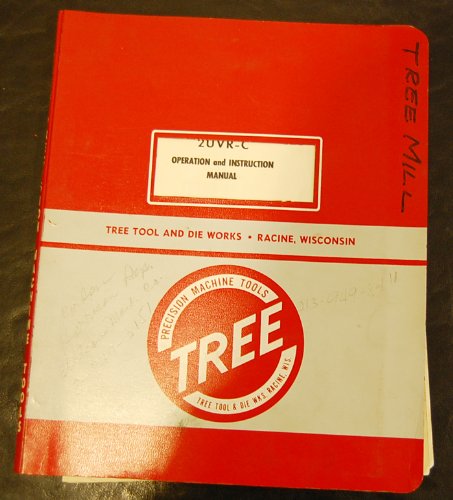 2UVR-C
OPERATION and INSTRUCTION
MANUAL
TREE MILL
TREE TOOL AND DIE WORKS • RACINE, WISCONSIN
PRECISION MACHINE TOOLS
TREE
TREE TOOL & DIE WKS RACINE, WIS.